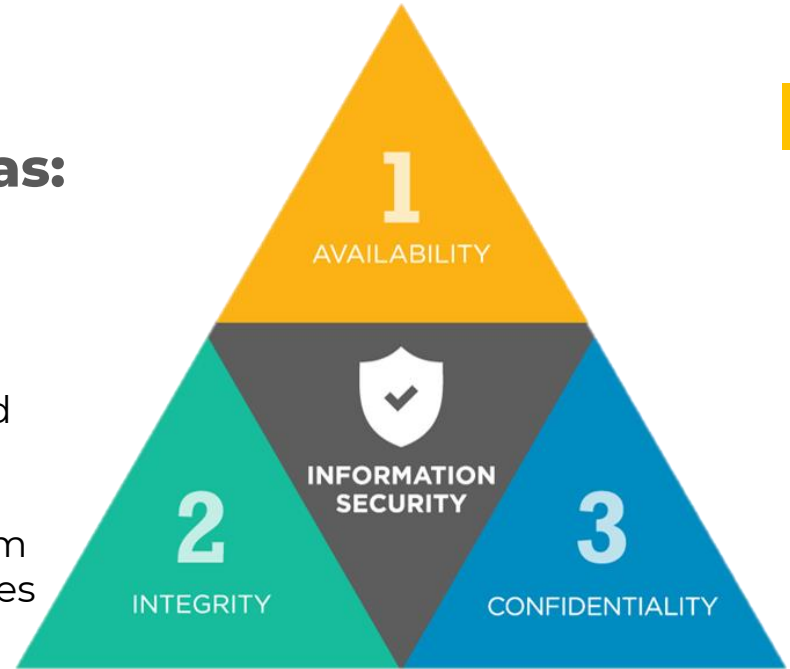 as:
d
m
es
1
AVAILABILITY
INFORMATION
SECURITY
2
INTEGRITY
3
CONFIDENTIALITY